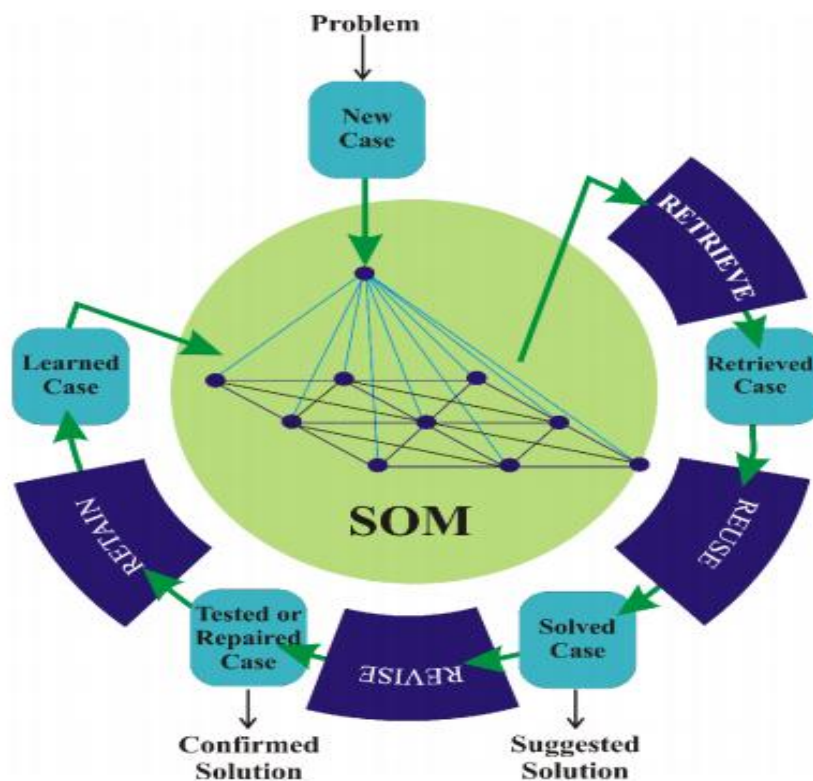 Problem
New
Case
RETRIEVE
Learned
Case
Retrieved
Case
SOM
RETAIN
REUSE
Tested or
Repaired
Case
REVISE
Solved
Case
Confirmed
Solution
Suggested
Solution